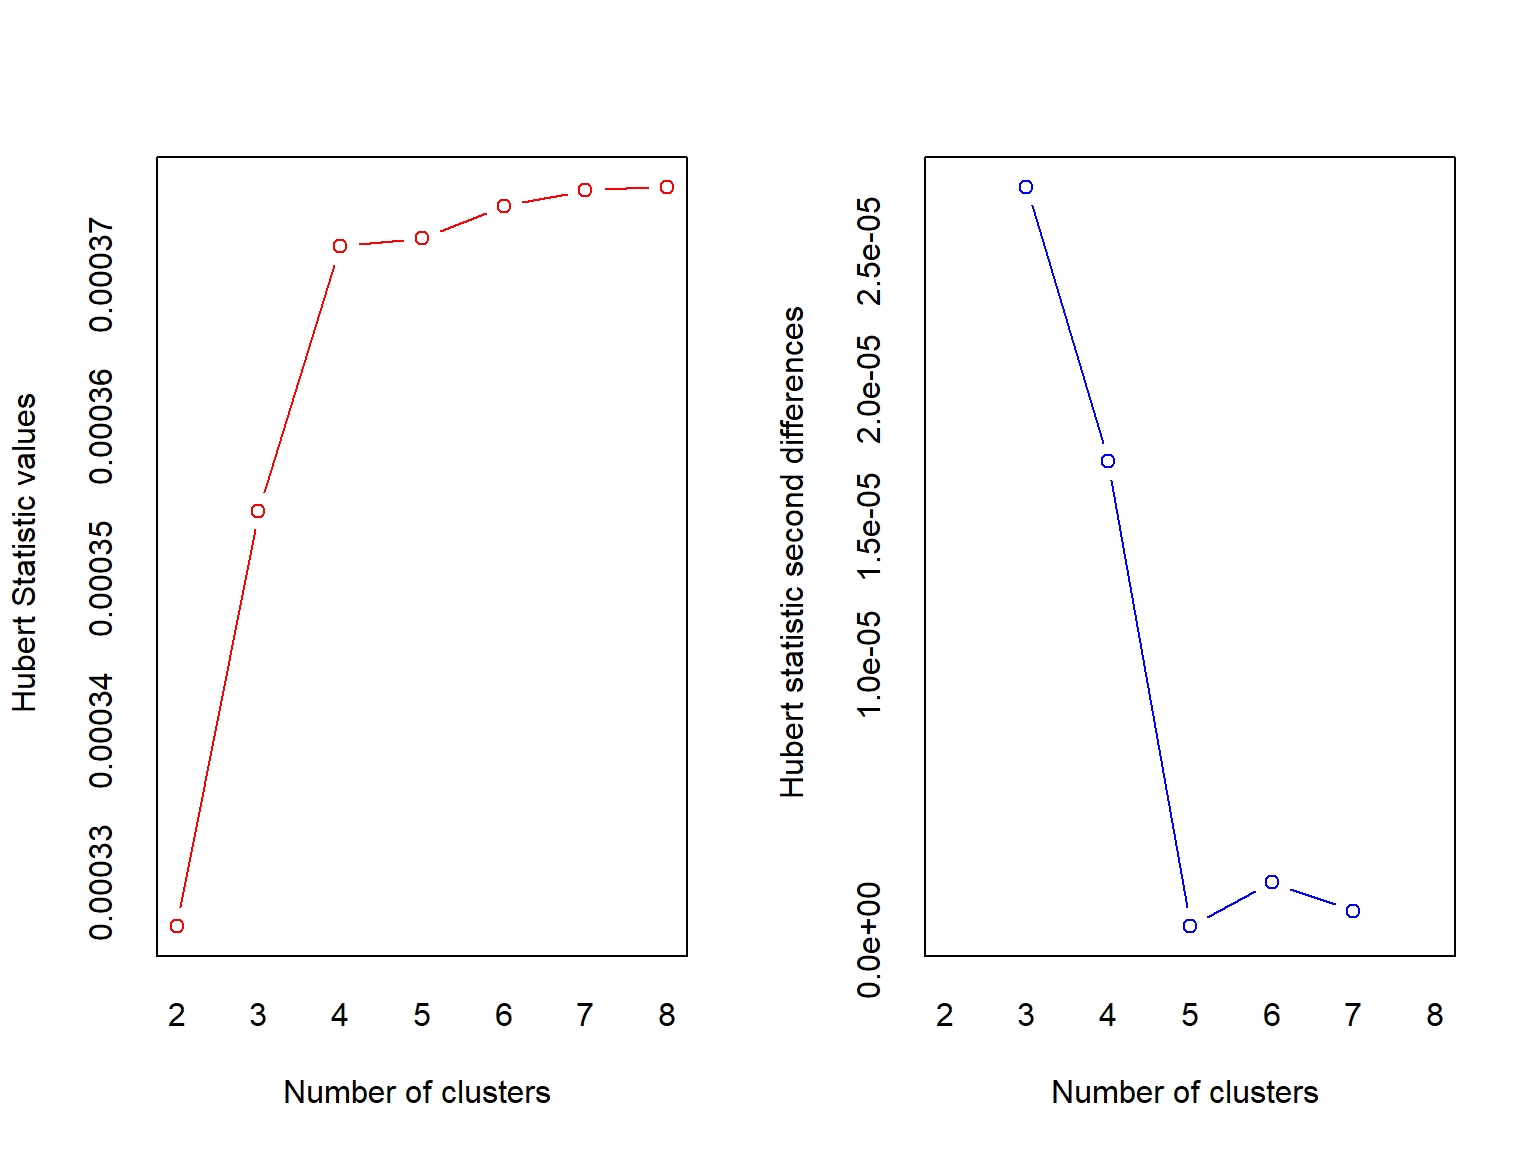 Hubert Statistic values
0.00033
0.00034
0.00035
0.00036
0.00037
2 3 4 5 6 7 8
Number of clusters
Hubert statistic second differences
0.0e+00
1.0e-05
1.5e-05
2.0e-05
2.5e-05
2 3 4 5 6 7 8
Number of clusters